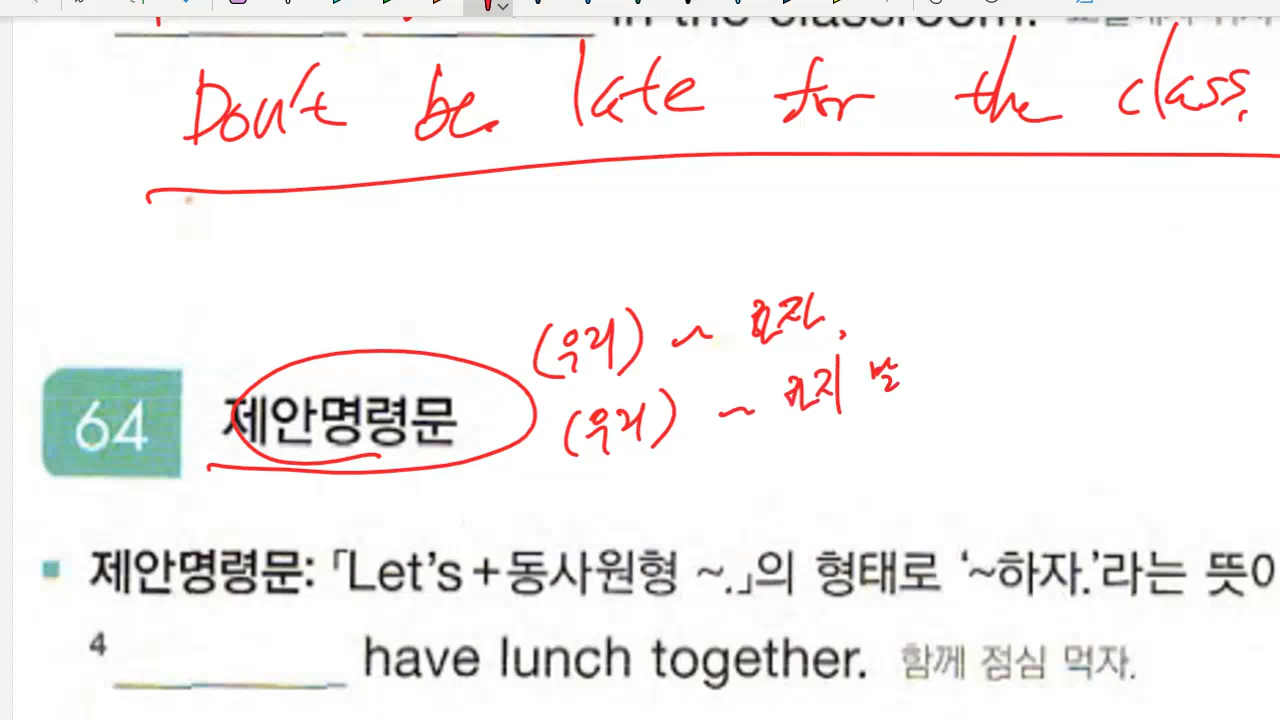 in the classroom.
Don't be late for the class.
(우리) ~ 하자.
(우리) ~ 하지 말
64 제안명령문
제안명령문: 「Let's+동사원형 ~.」의 형태로 '~하자.'라는 뜻이
4 have lunch together. 함께 점심 먹자.